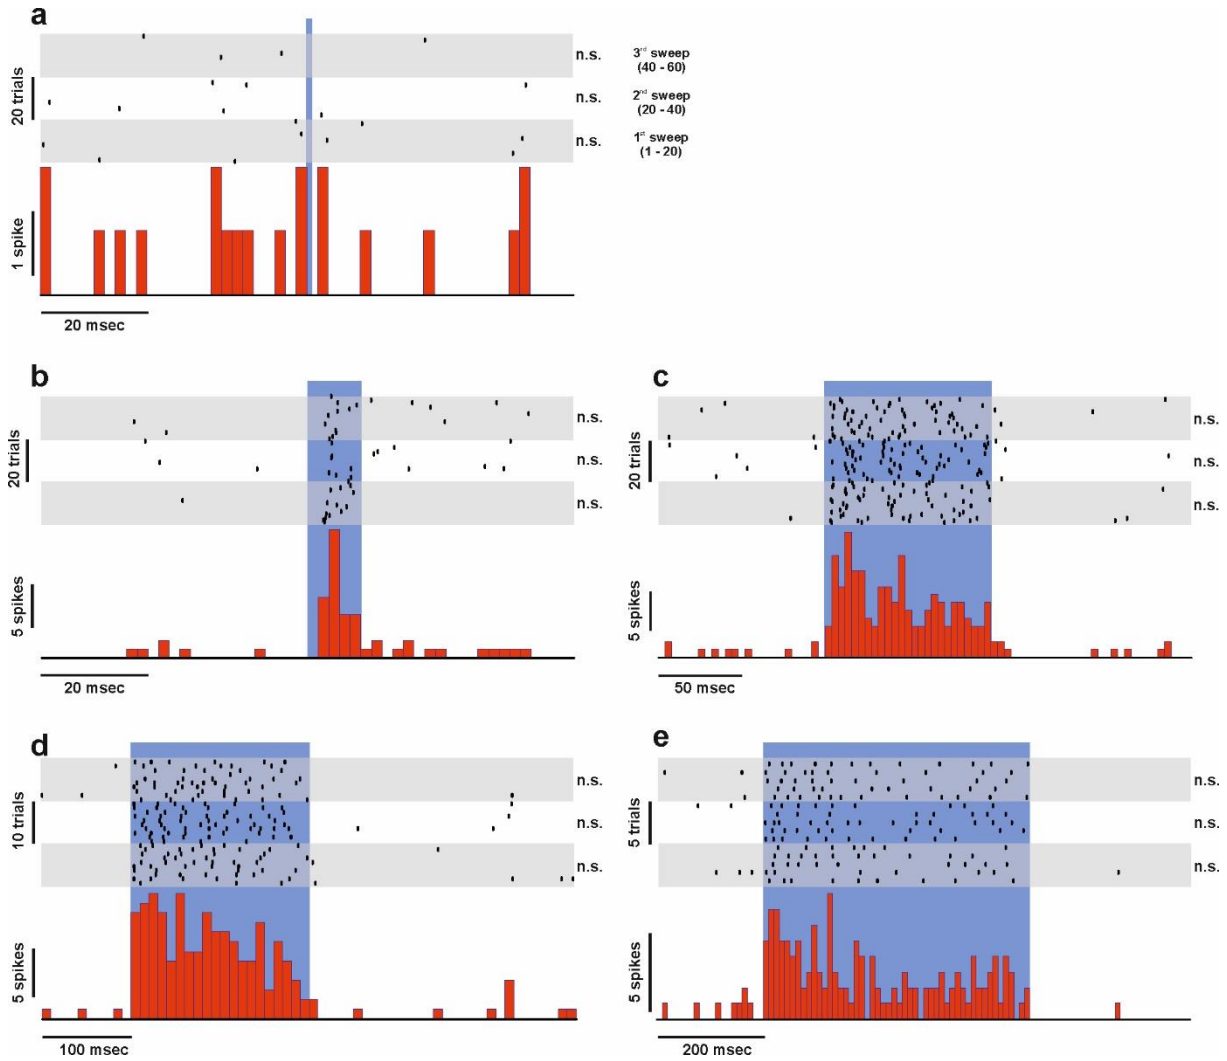 a
n.s.
3rd sweep
(40 - 60)
20 trials
n.s.
2nd sweep
(20 - 40)
n.s.
1st sweep
(1 - 20)
1 spike
20 msec
b
n.s.
20 trials
n.s.
n.s.
5 spikes
20 msec
c
n.s.
20 trials
n.s.
n.s.
5 spikes
50 msec
d
n.s.
10 trials
n.s.
n.s.
5 spikes
100 msec
e
n.s.
5 trials
n.s.
n.s.
5 spikes
200 msec